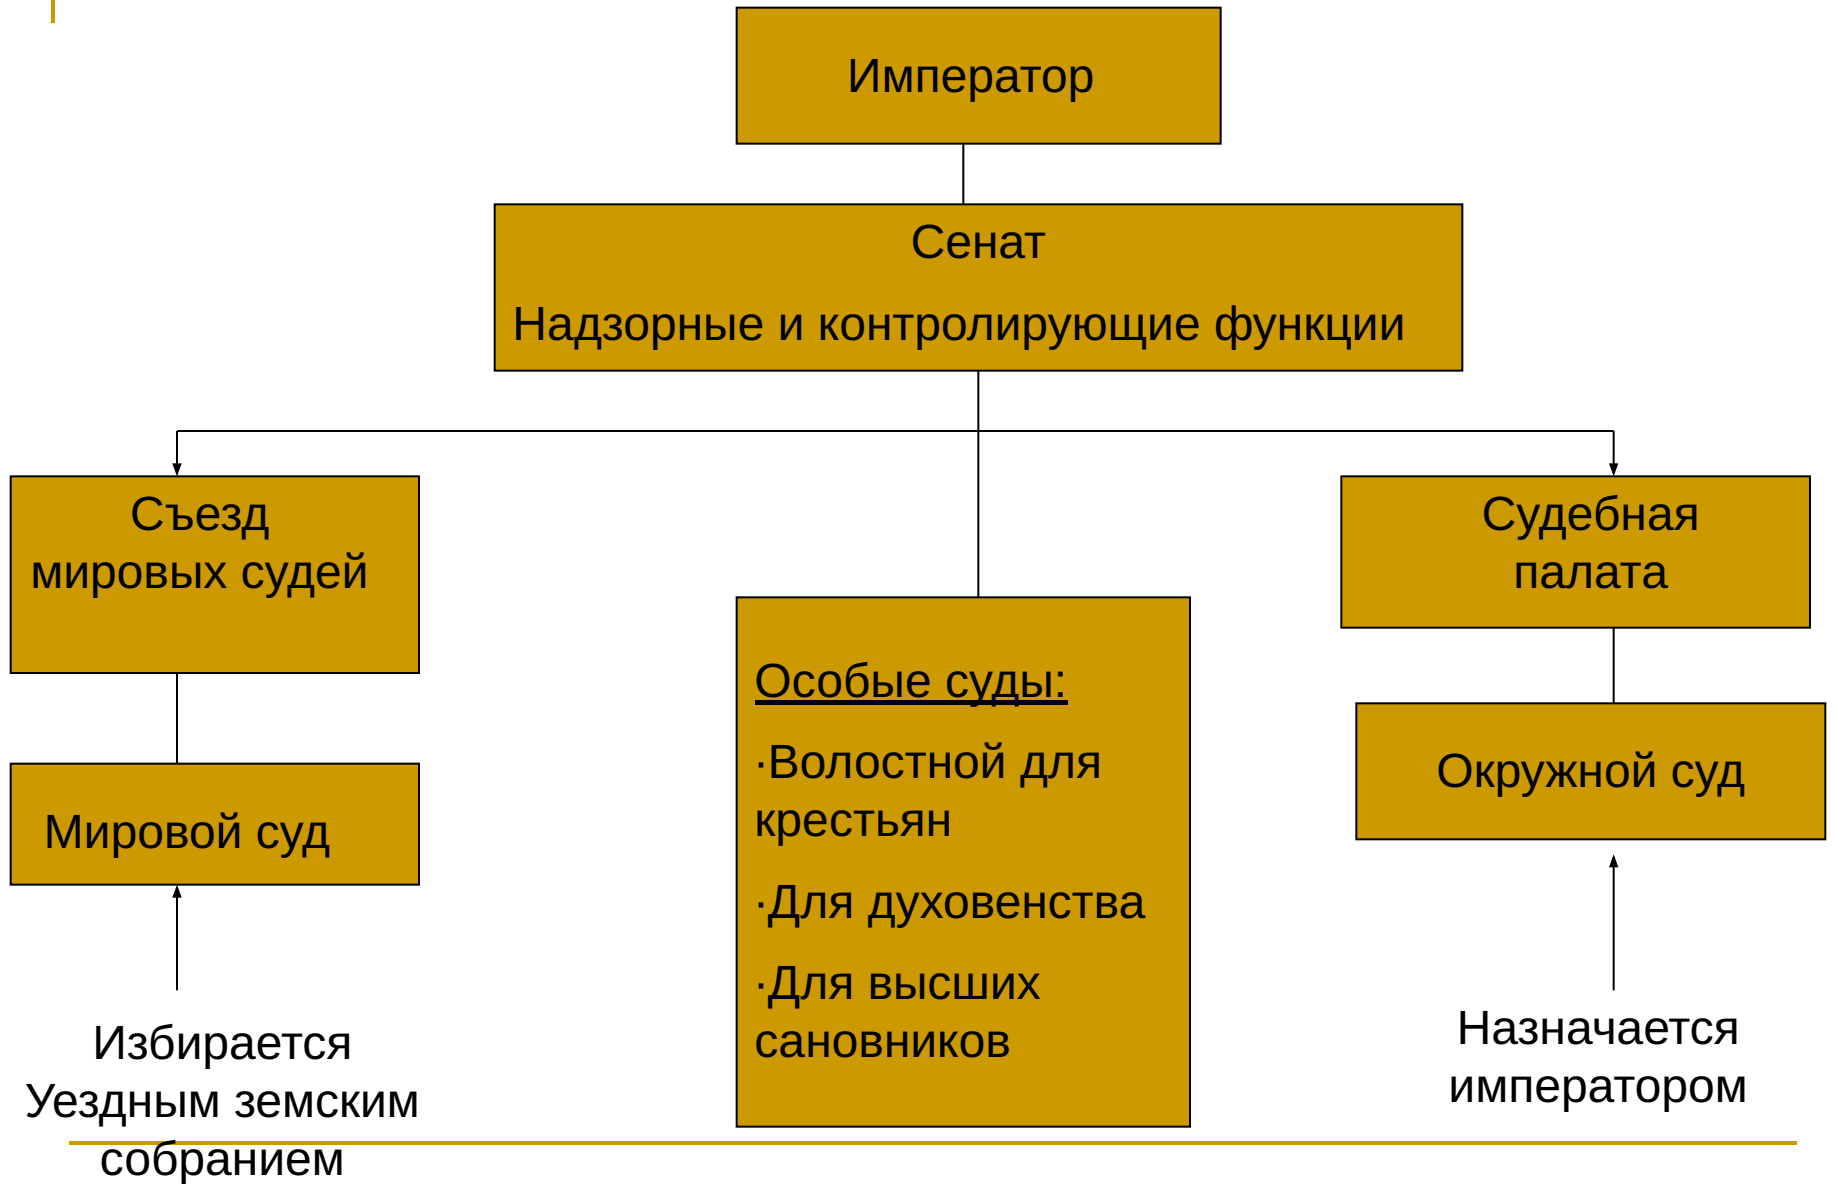 Император
Сенат
Надзорные и контролирующие функции
Съезд
мировых судей
Мировой суд
Избирается
Уездным земским
собранием
Особые суды:
·Волостной для
крестьян
·Для духовенства
·Для высших
сановников
Судебная
палата
Окружной суд
Назначается
императором